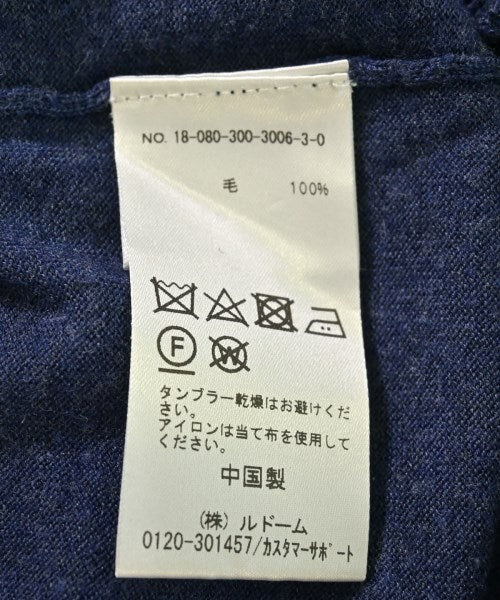 NO. 18-080-300-3006-3-0
毛 100%
F W
タンブラー乾燥はお避けくだ
さい。
アイロンは当て布を使用して
ください。
中国製
(株) ルドーム
0120-301457/カスタマーサポート